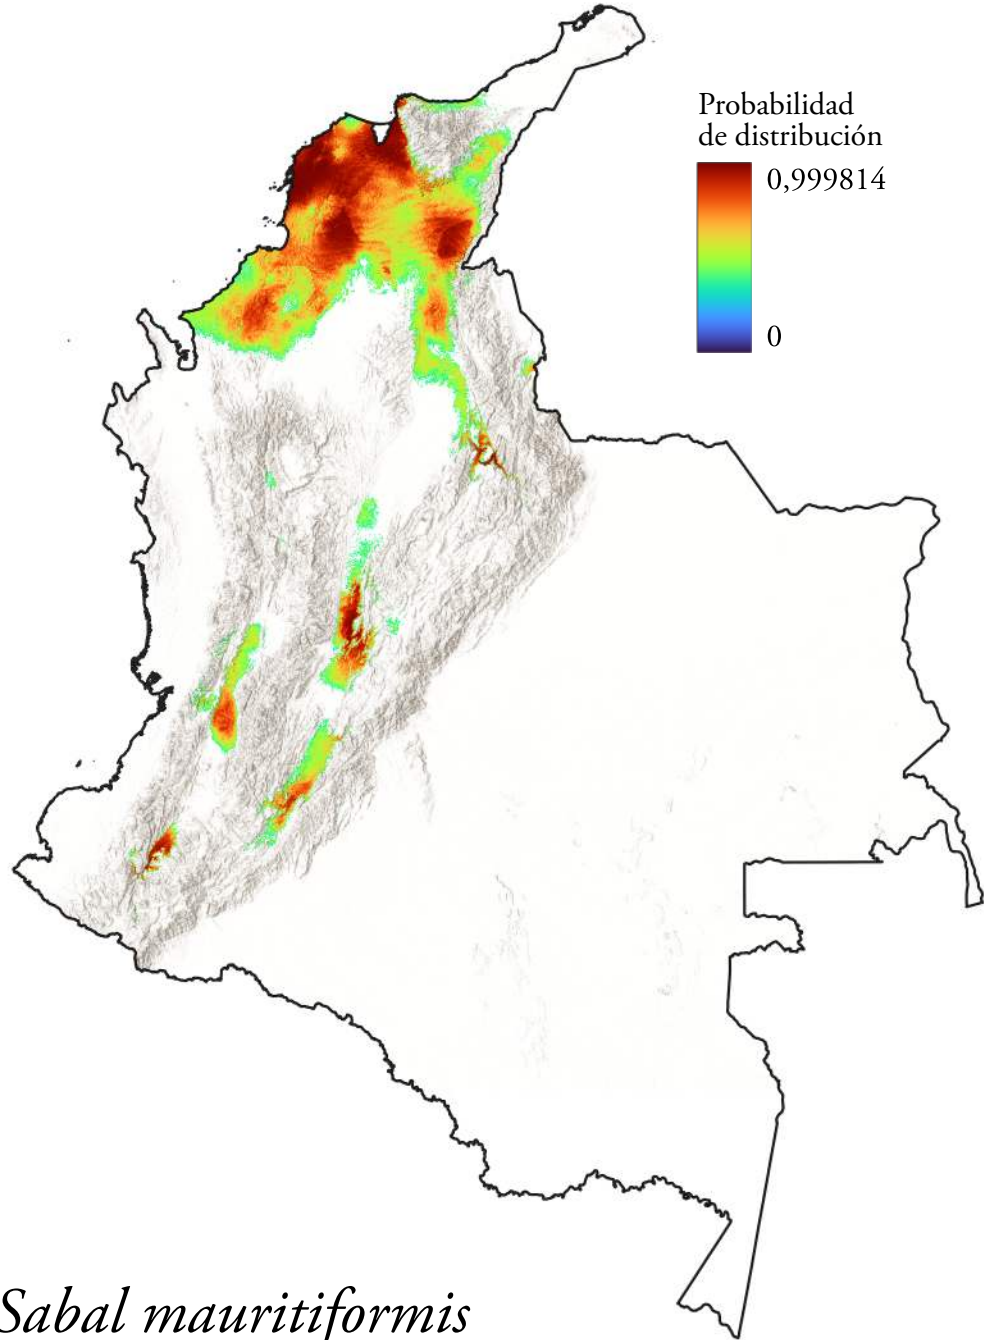 Probabilidad
de distribución
0,999814
0
Sabal mauritiformis